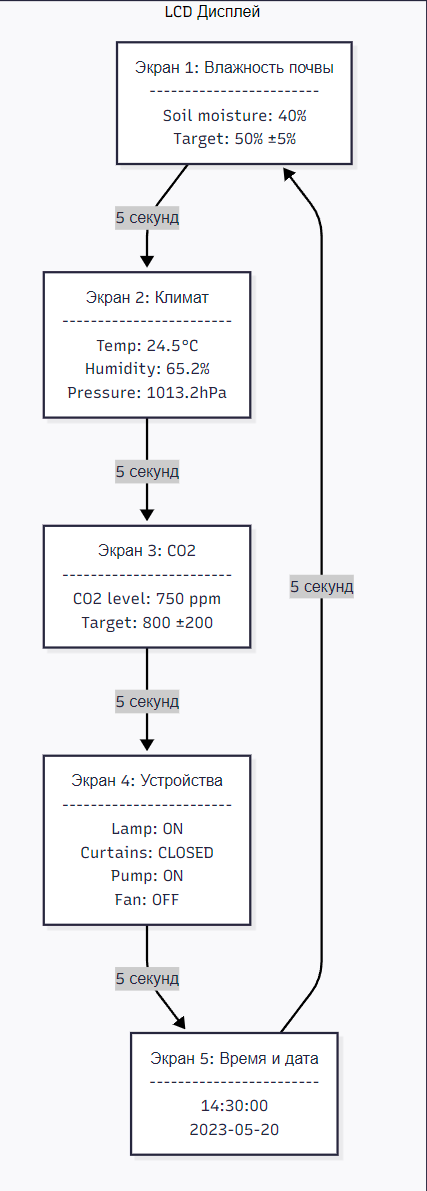 LCD Дисплей
Экран 1: Влажность почвы
------------------------
Soil moisture: 40%
Target: 50% ±5%
5 секунд
Экран 2: Климат
------------------------
Temp: 24.5°C
Humidity: 65.2%
Pressure: 1013.2hPa
5 секунд
Экран 3: CO2
------------------------
CO2 level: 750 ppm
Target: 800 ±200
5 секунд
5 секунд
Экран 4: Устройства
------------------------
Lamp: ON
Curtains: CLOSED
Pump: ON
Fan: OFF
5 секунд
Экран 5: Время и дата
------------------------
14:30:00
2023-05-20